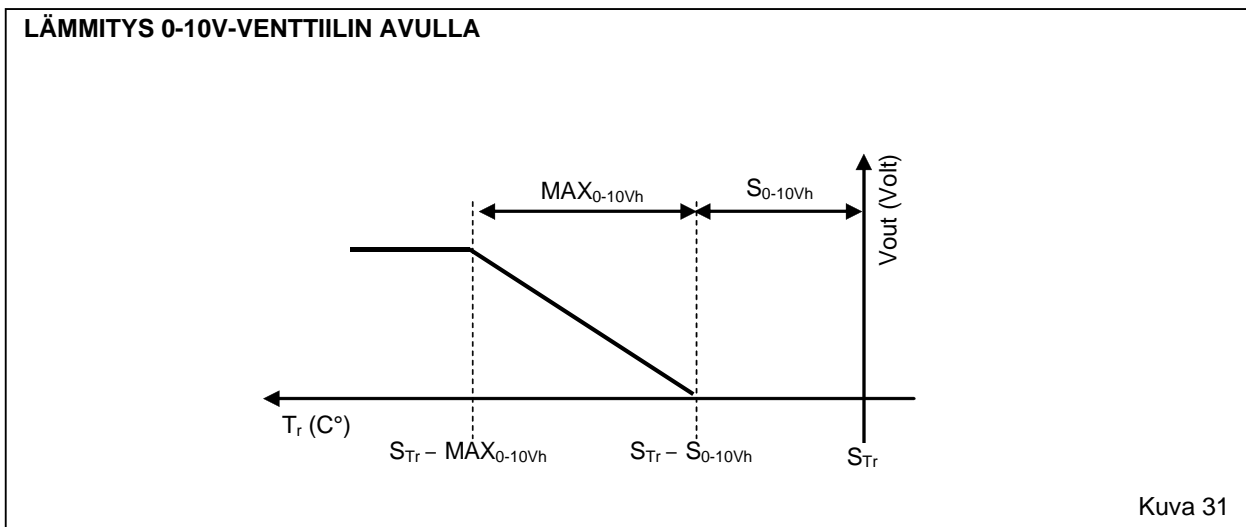 LÄMMITYS 0-10V-VENTTIILIN AVULLA
MAX0-10Vh
S0-10Vh
Vout (Volt)
Tr (C°)
STr – MAX0-10Vh
STr – S0-10Vh
STr
Kuva 31